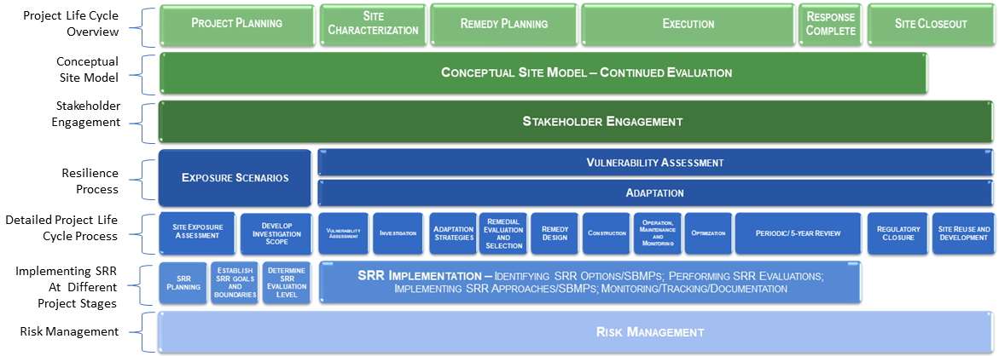 Project Life Cycle
Overview
PROJECT PLANNING
SITE
CHARACTERIZATION
REMEDY PLANNING
EXECUTION
RESPONSE
COMPLETE
SITE CLOSEOUT
Conceptual
Site Model
CONCEPTUAL SITE MODEL – CONTINUED EVALUATION
Stakeholder
Engagement
STAKEHOLDER ENGAGEMENT
Resilience
Process
EXPOSURE SCENARIOS
VULNERABILITY ASSESSMENT
ADAPTATION
Detailed Project Life
Cycle Process
SITE EXPOSURE
ASSESSMENT
DEVELOP
INVESTIGATION
SCOPE
VULNERABILITY
ASSESSMENT
INVESTIGATION
ADAPTATION
STRATEGIES
REMEDIAL
EVALUATION
AND
SELECTION
REMEDY
DESIGN
CONSTRUCTION
OPERATION,
MAINTENANCE
AND
MONITORING
OPTIMIZATION
PERIODIC/ 5-YEAR REVIEW
REGULATORY
CLOSURE
SITE REUSE AND
DEVELOPMENT
Implementing SRR
At Different
Project Stages
SRR
PLANNING
ESTABLISH
SRR GOALS
AND
BOUNDARIES
DETERMINE
SRR
EVALUATION
LEVEL
SRR IMPLEMENTATION – IDENTIFYING SRR OPTIONS/SBMPS; PERFORMING SRR EVALUATIONS;
IMPLEMENTING SRR APPROACHES/SBMPS; MONITORING/TRACKING/DOCUMENTATION
Risk Management
RISK MANAGEMENT